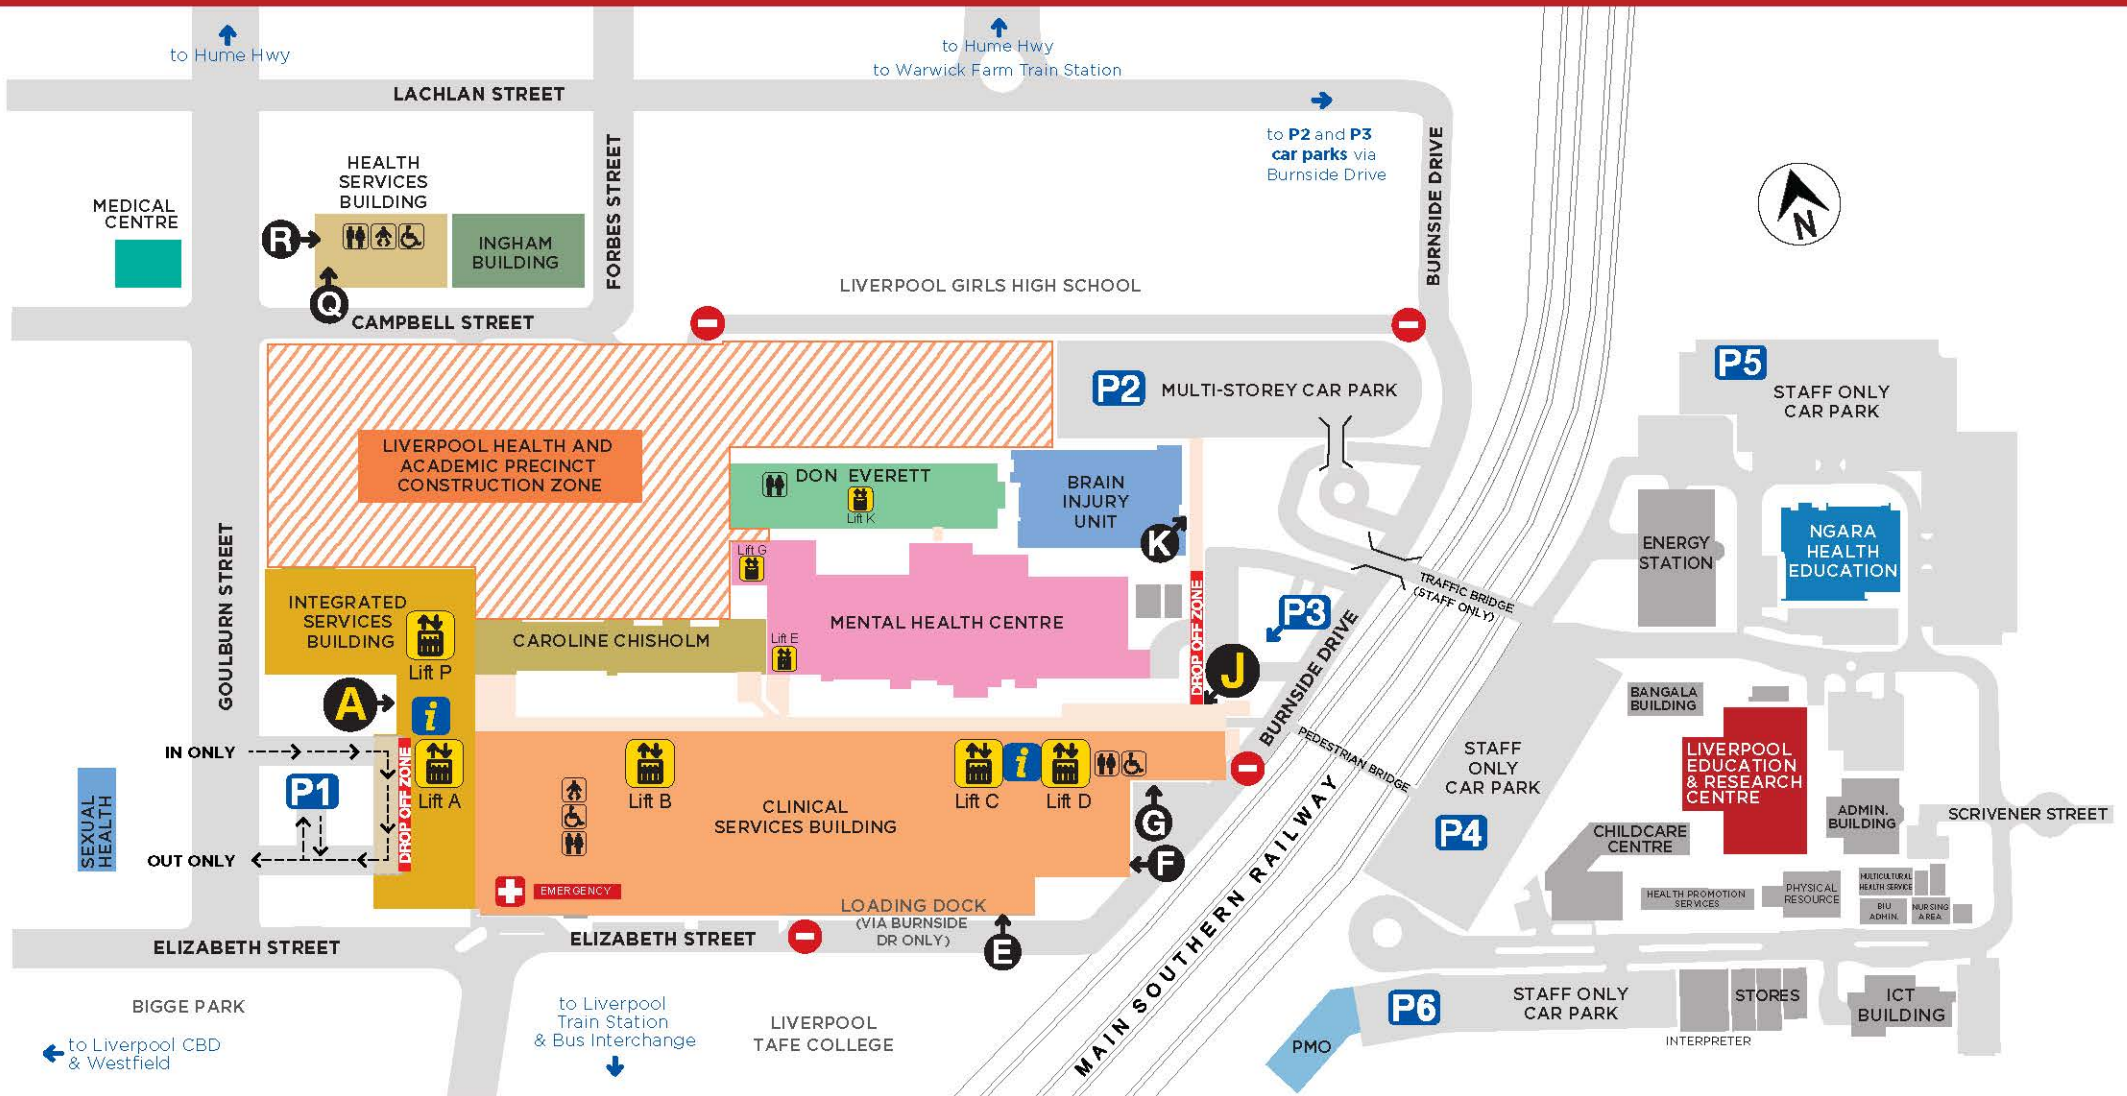 to Hume Hwy
to Hume Hwy
to Warwick Farm Train Station
LACHLAN STREET
to P2 and P3
car parks via
Burnside Drive
BURNSIDE DRIVE
FORBES STREET
HEALTH
SERVICES
BUILDING
MEDICAL
CENTRE
R
Q
INGHAM
BUILDING
N
CAMPBELL STREET
LIVERPOOL GIRLS HIGH SCHOOL
P2
MULTI-STOREY CAR PARK
P5
STAFF ONLY
CAR PARK
LIVERPOOL HEALTH AND
ACADEMIC PRECINCT
CONSTRUCTION ZONE
DON EVERETT
Lift K
BRAIN
INJURY
UNIT
K
ENERGY
STATION
NGARA
HEALTH
EDUCATION
GOULBURN STREET
INTEGRATED
SERVICES
BUILDING
Lift P
CAROLINE CHISHOLM
Lift G
Lift E
MENTAL HEALTH CENTRE
DROP OFF ZONE
J
P3
BURNSIDE DRIVE
TRAFFIC BRIDGE
(STAFF ONLY)
PEDESTRIAN BRIDGE
A
i
IN ONLY
P1
OUT ONLY
DROP OFF ZONE
Lift A
Lift B
Lift C
i
Lift D
CLINICAL
SERVICES BUILDING
EMERGENCY
G
F
E
LOADING DOCK
(VIA BURNSIDE
DR ONLY)
SEXUAL
HEALTH
STAFF
ONLY
CAR PARK
P4
BANGALA
BUILDING
LIVERPOOL
EDUCATION
& RESEARCH
CENTRE
ADMIN.
BUILDING
SCRIVENER STREET
CHILDCARE
CENTRE
HEALTH PROMOTION
SERVICES
PHYSICAL
RESOURCE
MULTICULTURAL
HEALTH SERVICE
BIU
ADMIN.
NURSING
AREA
ELIZABETH STREET
ELIZABETH STREET
MAIN SOUTHERN RAILWAY
BIGGE PARK
to Liverpool CBD
& Westfield
to Liverpool
Train Station
& Bus Interchange
LIVERPOOL
TAFE COLLEGE
PMO
P6
STAFF ONLY
CAR PARK
STORES
INTERPRETER
ICT
BUILDING